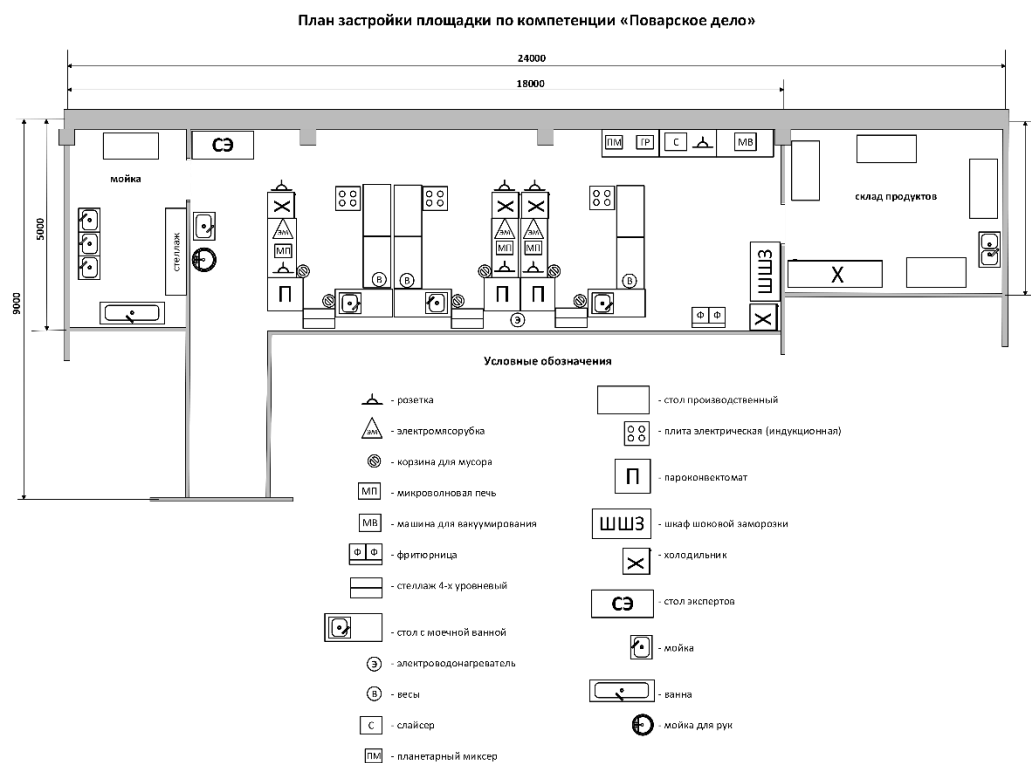 План застройки площадки по компетенции «Поварское дело»
24000
18000
СЭ
ПМ ГР С МВ
мойка
склад продуктов
5000
9000
стеллаж
Х Х Х
эм эм эм
МП МП МП
В В В
П П П
Э
ШШЗ
Х
Ф Ф
Х
Условные обозначения
- розетка
- электромясорубка
- корзина для мусора
МП - микроволновая печь
МВ - машина для вакуумирования
Ф Ф - фритюрница
- стеллаж 4-х уровневый
- стол с моечной ванной
Э - электроводонагреватель
В - весы
С - слайсер
ПМ - планетарный миксер
- стол производственный
- плита электрическая (индукционная)
П - пароконвектомат
ШШЗ - шкаф шоковой заморозки
Х - холодильник
СЭ - стол экспертов
- мойка
- ванна
- мойка для рук